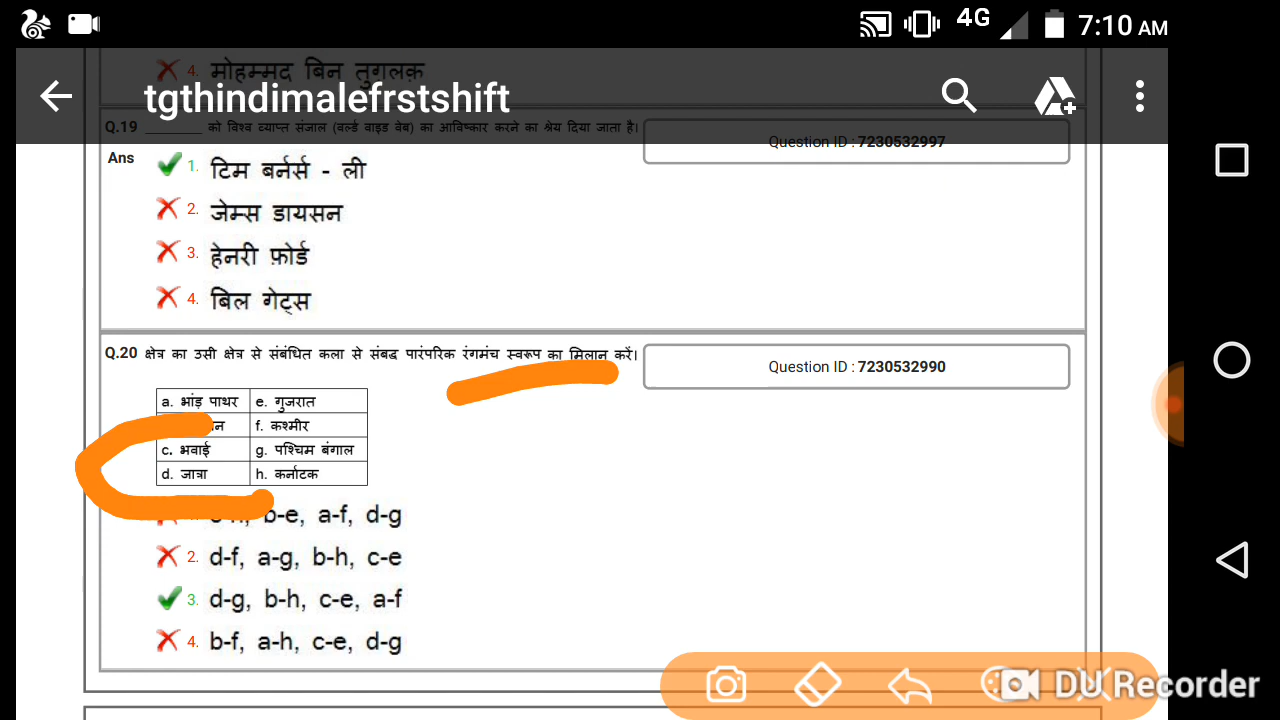 4G 7:10 AM
4. मोहम्मद बिन तुगलक़
tgthindimalefrstshift
Q.19 ________ को विश्व व्याप्त संजाल (वर्ल्ड वाइड वेब) का आविष्कार करने का श्रेय दिया जाता है।
Question ID : 7230532997
Ans
1. टिम बर्नर्स - ली
2. जेम्स डायसन
3. हेनरी फ़ोर्ड
4. बिल गेट्स
Q.20 क्षेत्र का उसी क्षेत्र से संबंधित कला से संबद्ध पारंपरिक रंगमंच स्वरूप का मिलान करें।
Question ID : 7230532990
a. भांड़ पाथर e. गुजरात
f. कश्मीर
c. भवाई g. पश्चिम बंगाल
d. जात्रा h. कर्नाटक
b-e, a-f, d-g
2. d-f, a-g, b-h, c-e
3. d-g, b-h, c-e, a-f
4. b-f, a-h, c-e, d-g
DU Recorder